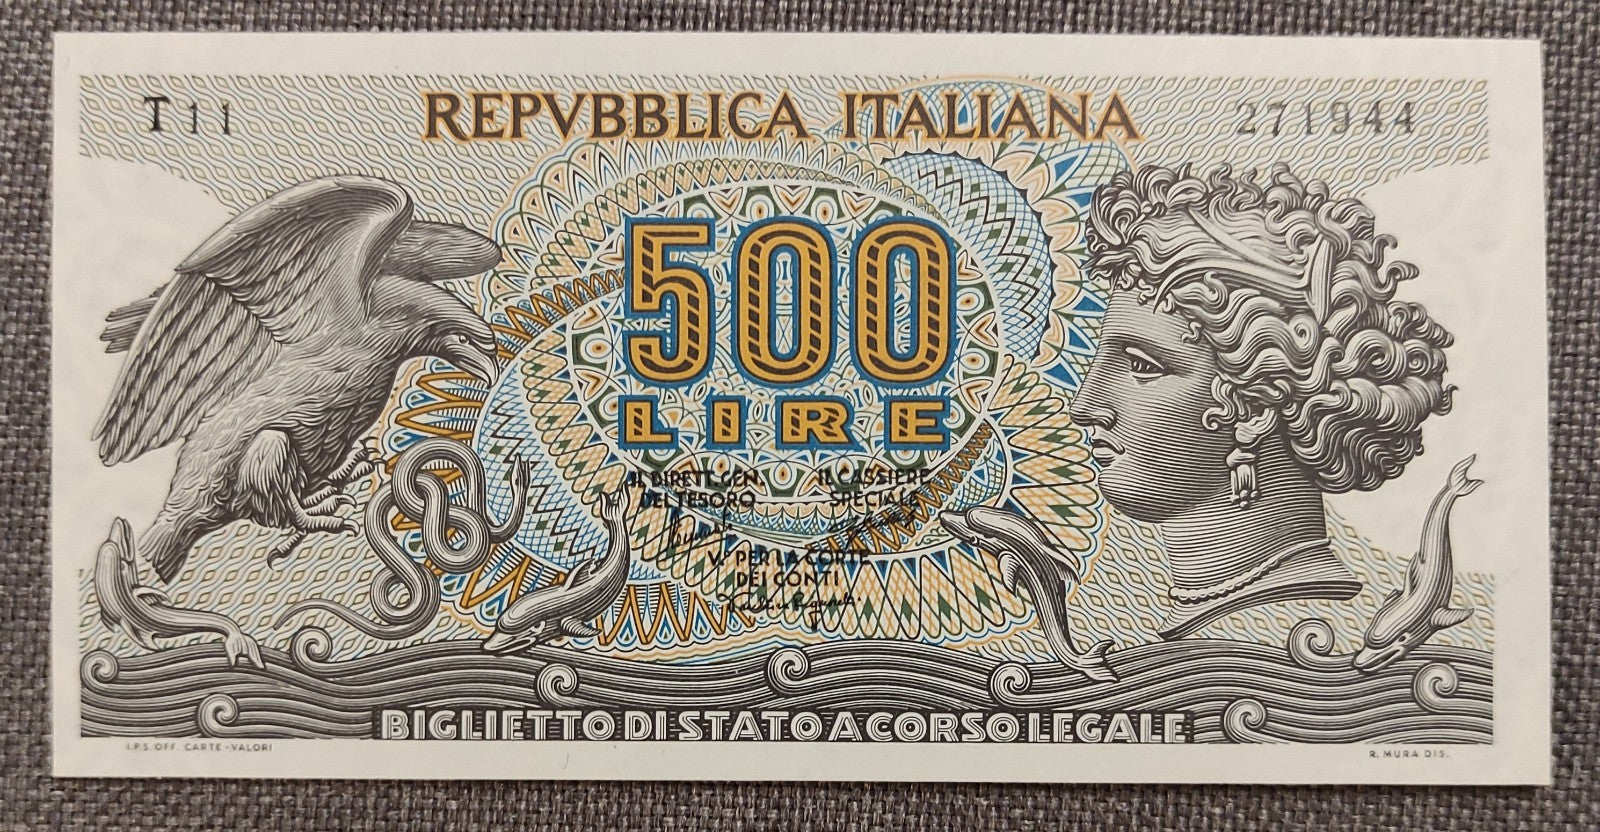 T11
REPVBBLICA ITALIANA
271944
500
LIRE
IL DIRETT. GEN.
DEL TESORO
IL CASSIERE
SPECIALE
V. PER LA CORTE
DEI CONTI
BIGLIETTO DI STATO A CORSO LEGALE
I.P.S. OFF. CARTE-VALORI
R. MURA DIS.